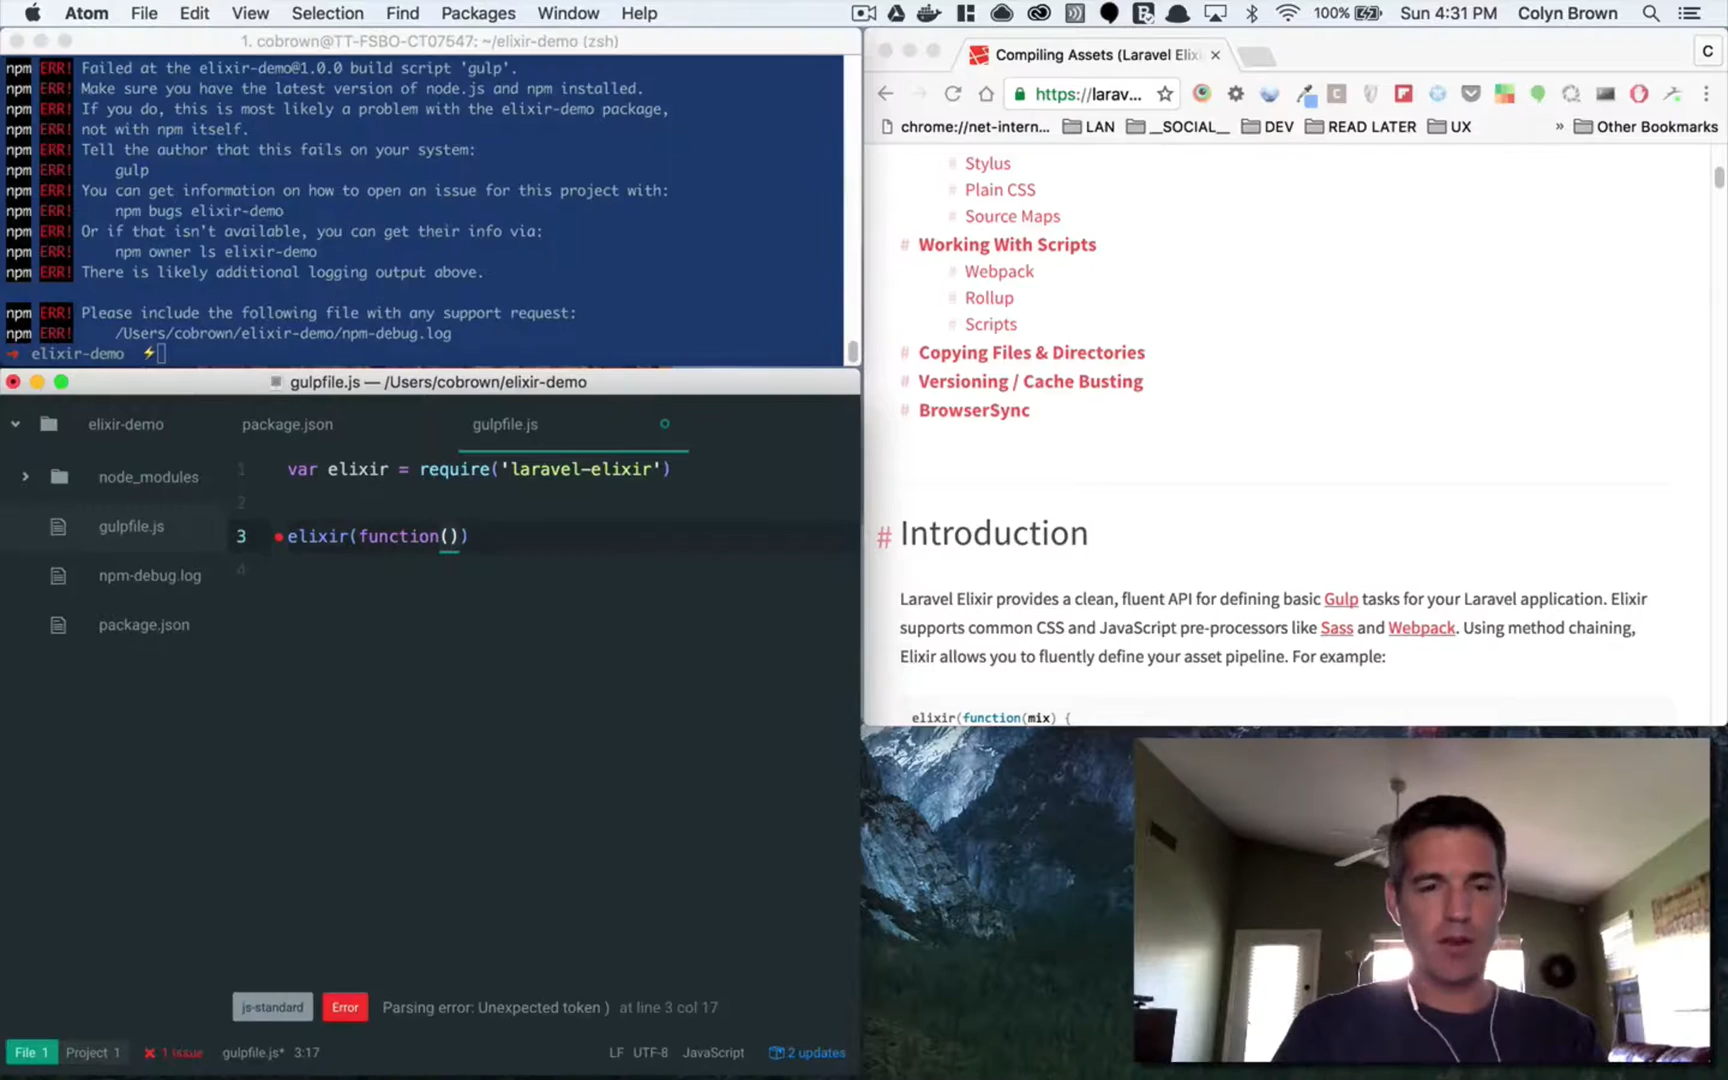 Atom File Edit View Selection Find Packages Window Help 100% Sun 4:31 PM Colyn Brown
1. cobrown@TT-FSBO-CT07547: ~/elixir-demo (zsh)
npm ERR! Failed at the elixir-demo@1.0.0 build script 'gulp'.
npm ERR! Make sure you have the latest version of node.js and npm installed.
npm ERR! If you do, this is most likely a problem with the elixir-demo package,
npm ERR! not with npm itself.
npm ERR! Tell the author that this fails on your system:
npm ERR! gulp
npm ERR! You can get information on how to open an issue for this project with:
npm ERR! npm bugs elixir-demo
npm ERR! Or if that isn't available, you can get their info via:
npm ERR! npm owner ls elixir-demo
npm ERR! There is likely additional logging output above.
npm ERR! Please include the following file with any support request:
npm ERR! /Users/cobrown/elixir-demo/npm-debug.log
elixir-demo
gulpfile.js — /Users/cobrown/elixir-demo
elixir-demo
node_modules
gulpfile.js
npm-debug.log
package.json
package.json gulpfile.js
1 var elixir = require('laravel-elixir')
2
3 elixir(function())
4
js-standard Error Parsing error: Unexpected token ) at line 3 col 17
File 1 Project 1 1 Issue gulpfile.js* 3:17 LF UTF-8 JavaScript 2 updates
Compiling Assets (Laravel Elixi C
https://larav...
chrome://net-intern... LAN __SOCIAL__ DEV READ LATER UX » Other Bookmarks
# Stylus
# Plain CSS
# Source Maps
# Working With Scripts
# Webpack
# Rollup
# Scripts
# Copying Files & Directories
# Versioning / Cache Busting
# BrowserSync
# Introduction
Laravel Elixir provides a clean, fluent API for defining basic Gulp tasks for your Laravel application. Elixir
supports common CSS and JavaScript pre-processors like Sass and Webpack. Using method chaining,
Elixir allows you to fluently define your asset pipeline. For example:
elixir(function(mix) {